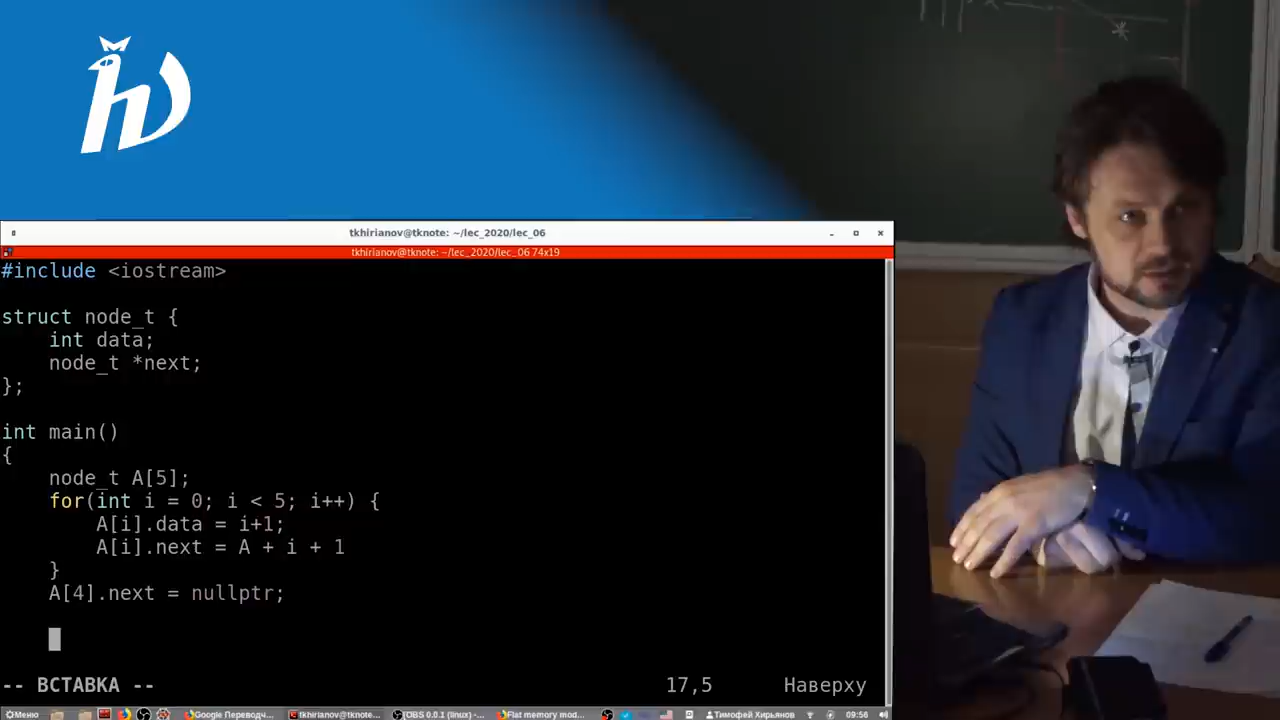 tkhirianov@tknote: ~/lec_2020/lec_06
tkhirianov@tknote: ~/lec_2020/lec_06 74x19
#include <iostream>
struct node_t {
int data;
node_t *next;
};
int main()
{
node_t A[5];
for(int i = 0; i < 5; i++) {
A[i].data = i+1;
A[i].next = A + i + 1
}
A[4].next = nullptr;
-- ВСТАВКА -- 17,5 Наверху
Меню Google Переводч... tkhirianov@tknote... OBS 0.0.1 (linux) -... Flat memory mod... Тимофей Хирьянов 09:56